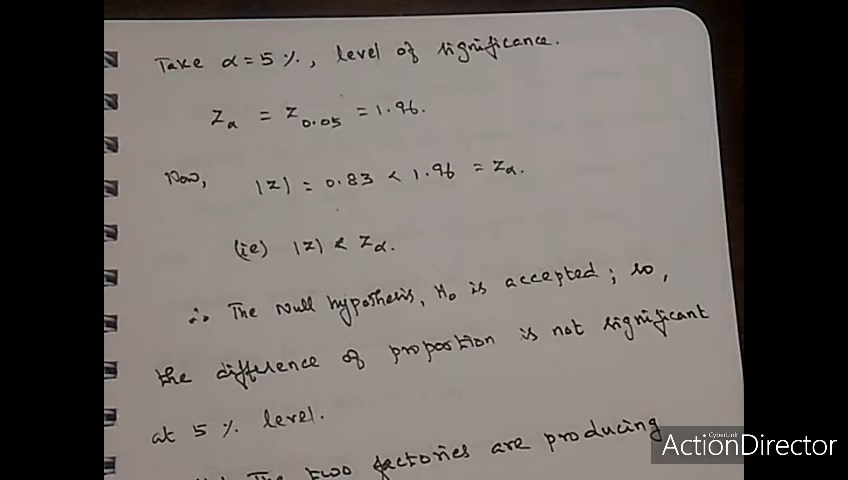 Take α = 5 %, level of significance.
Zα = Z0.05 = 1.96.
Now, |Z| = 0.83 < 1.96 = Zα.
(ie) |Z| < Zα.
∴ The Null hypothesis, H0 is accepted; so,
the difference of proportion is not significant
at 5 % level.
The two factories are producing
CyberLink
ActionDirector